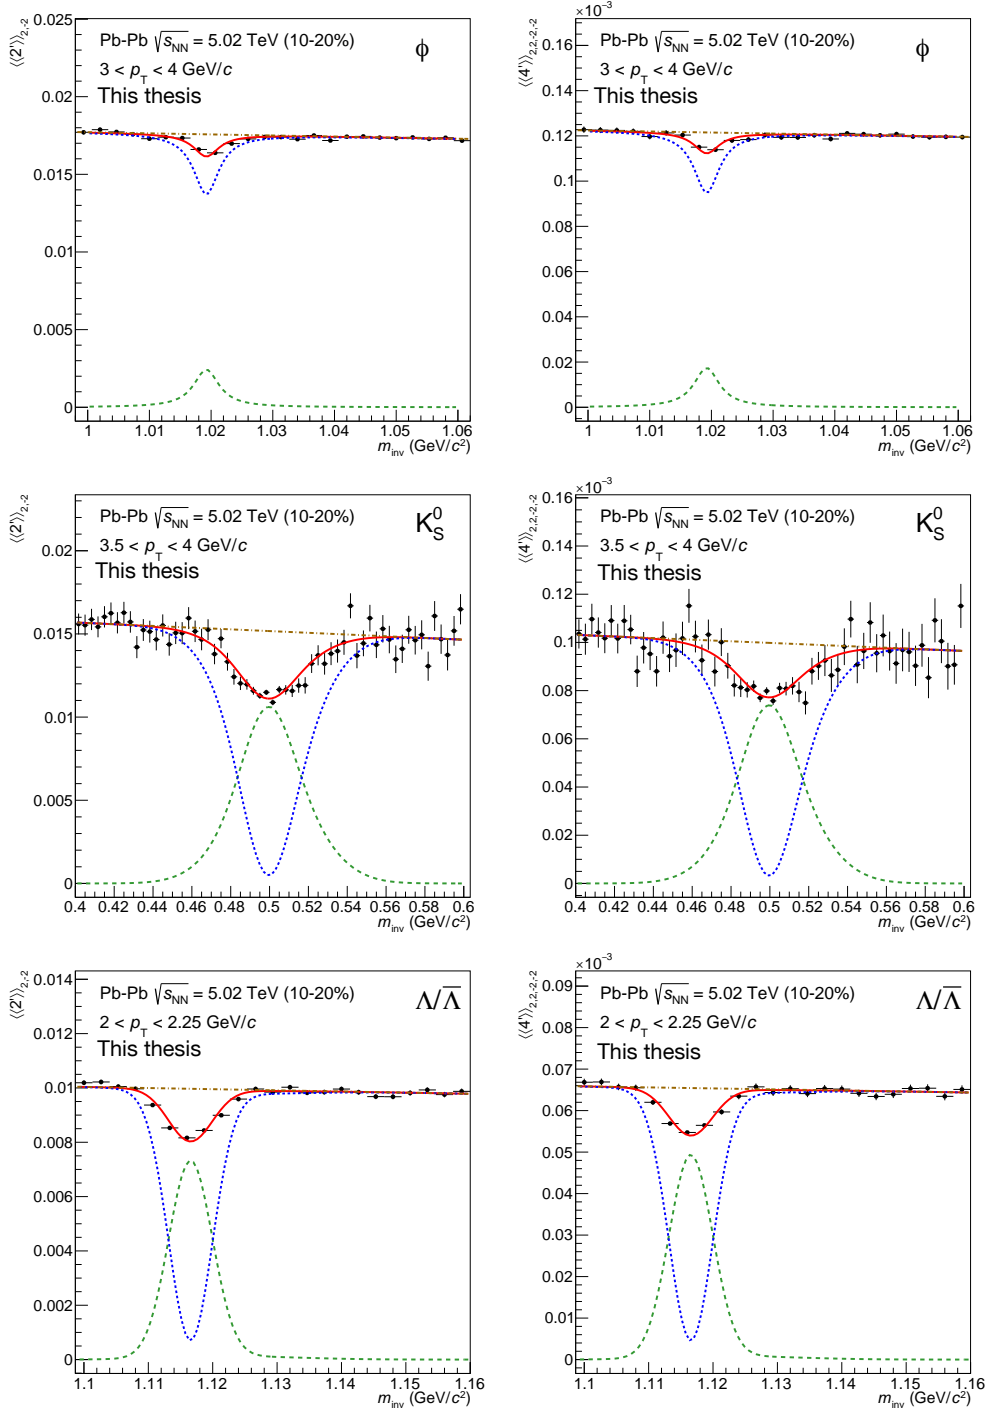 ⟨⟨2'⟩⟩2,-2
0.025
0.02
0.015
0.01
0.005
0
Pb-Pb √sNN = 5.02 TeV (10-20%)
3 < pT < 4 GeV/c
This thesis
ϕ
1 1.01 1.02 1.03 1.04 1.05 1.06
minv (GeV/c²)
×10⁻³
⟨⟨4'⟩⟩2,2,-2,-2
0.16
0.14
0.12
0.1
0.08
0.06
0.04
0.02
0
Pb-Pb √sNN = 5.02 TeV (10-20%)
3 < pT < 4 GeV/c
This thesis
ϕ
1 1.01 1.02 1.03 1.04 1.05 1.06
minv (GeV/c²)
⟨⟨2'⟩⟩2,-2
0.02
0.015
0.01
0.005
0
Pb-Pb √sNN = 5.02 TeV (10-20%)
3.5 < pT < 4 GeV/c
This thesis
K⁰S
0.4 0.42 0.44 0.46 0.48 0.5 0.52 0.54 0.56 0.58 0.6
minv (GeV/c²)
×10⁻³
⟨⟨4'⟩⟩2,2,-2,-2
0.16
0.14
0.12
0.1
0.08
0.06
0.04
0.02
0
Pb-Pb √sNN = 5.02 TeV (10-20%)
3.5 < pT < 4 GeV/c
This thesis
K⁰S
0.4 0.42 0.44 0.46 0.48 0.5 0.52 0.54 0.56 0.58 0.6
minv (GeV/c²)
⟨⟨2'⟩⟩2,-2
0.014
0.012
0.01
0.008
0.006
0.004
0.002
0
Pb-Pb √sNN = 5.02 TeV (10-20%)
2 < pT < 2.25 GeV/c
This thesis
Λ/Λ̅
1.1 1.11 1.12 1.13 1.14 1.15 1.16
minv (GeV/c²)
×10⁻³
⟨⟨4'⟩⟩2,2,-2,-2
0.09
0.08
0.07
0.06
0.05
0.04
0.03
0.02
0.01
0
Pb-Pb √sNN = 5.02 TeV (10-20%)
2 < pT < 2.25 GeV/c
This thesis
Λ/Λ̅
1.1 1.11 1.12 1.13 1.14 1.15 1.16
minv (GeV/c²)